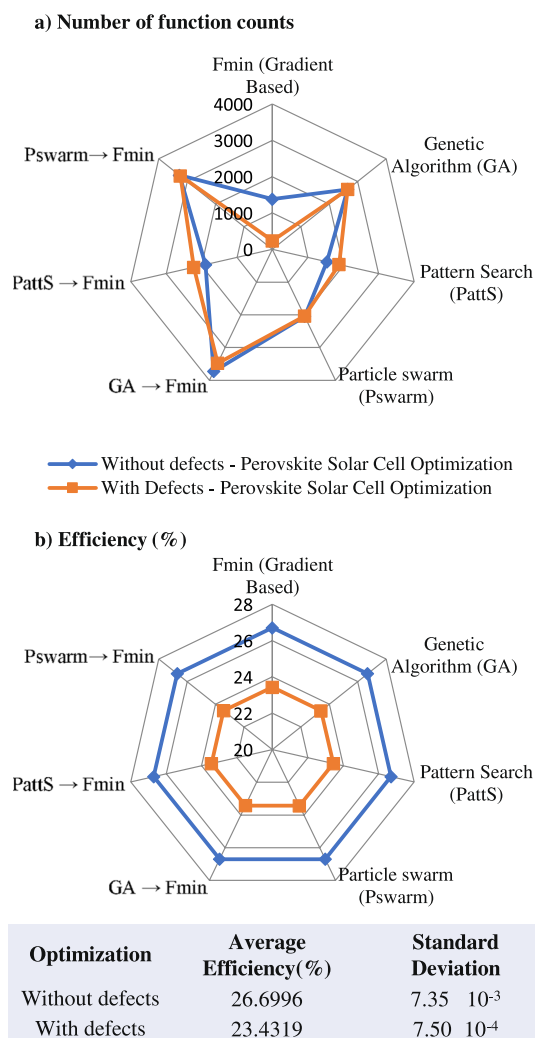 a) Number of function counts
Fmin (Gradient
Based)
4000
3000
2000
1000
0
Genetic
Algorithm (GA)
Pattern Search
(PattS)
Particle swarm
(Pswarm)
GA → Fmin
PattS → Fmin
Pswarm→ Fmin
Without defects - Perovskite Solar Cell Optimization
With Defects - Perovskite Solar Cell Optimization
b) Efficiency (%)
Fmin (Gradient
Based)
28
26
24
22
20
Genetic
Algorithm (GA)
Pattern Search
(PattS)
Particle swarm
(Pswarm)
GA → Fmin
PattS → Fmin
Pswarm→ Fmin
Optimization Average Efficiency(%) Standard Deviation
Without defects 26.6996 7.35 10⁻³
With defects 23.4319 7.50 10⁻⁴